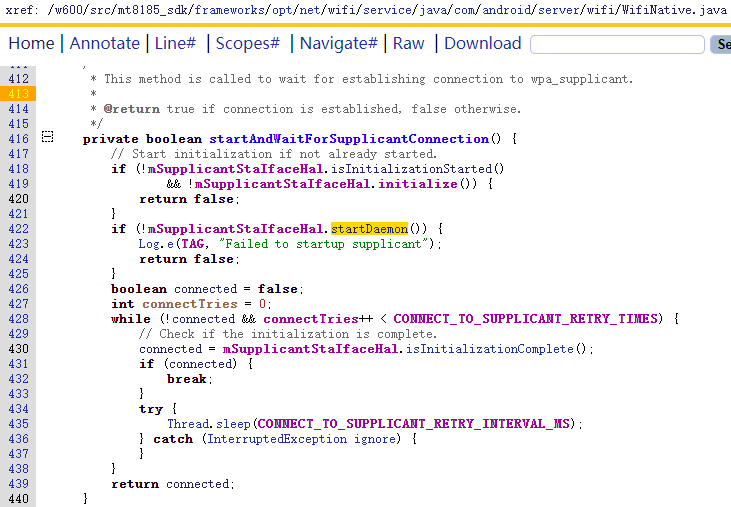 xref: /w600/src/mt8185_sdk/frameworks/opt/net/wifi/service/java/com/android/server/wifi/WifiNative.java
Home | Annotate | Line# | Scopes# | Navigate# | Raw | Download Se
412 * This method is called to wait for establishing connection to wpa_supplicant.
413 *
414 * @return true if connection is established, false otherwise.
415 */
416 private boolean startAndWaitForSupplicantConnection() {
417 // Start initialization if not already started.
418 if (!mSupplicantStaIfaceHal.isInitializationStarted()
419 && !mSupplicantStaIfaceHal.initialize()) {
420 return false;
421 }
422 if (!mSupplicantStaIfaceHal.startDaemon()) {
423 Log.e(TAG, "Failed to startup supplicant");
424 return false;
425 }
426 boolean connected = false;
427 int connectTries = 0;
428 while (!connected && connectTries++ < CONNECT_TO_SUPPLICANT_RETRY_TIMES) {
429 // Check if the initialization is complete.
430 connected = mSupplicantStaIfaceHal.isInitializationComplete();
431 if (connected) {
432 break;
433 }
434 try {
435 Thread.sleep(CONNECT_TO_SUPPLICANT_RETRY_INTERVAL_MS);
436 } catch (InterruptedException ignore) {
437 }
438 }
439 return connected;
440 }